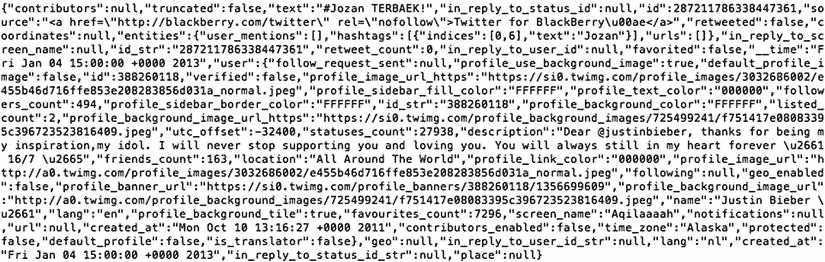 {"contributors":null,"truncated":false,"text":"#Jozan TERBAEK!","in_reply_to_status_id":null,"id":287211786338447361,"so
urce":"<a href=\"http://blackberry.com/twitter\" rel=\"nofollow\">Twitter for BlackBerry\u00ae</a>","retweeted":false,"c
oordinates":null,"entities":{"user_mentions":[],"hashtags":[{"indices":[0,6],"text":"Jozan"}],"urls":[]},"in_reply_to_sc
reen_name":null,"id_str":"287211786338447361","retweet_count":0,"in_reply_to_user_id":null,"favorited":false,"__time":"F
ri Jan 04 15:00:00 +0000 2013","user":{"follow_request_sent":null,"profile_use_background_image":true,"default_profile_i
mage":false,"id":388260118,"verified":false,"profile_image_url_https":"https://si0.twimg.com/profile_images/3032686002/e
455b46d716ffe853e208283856d031a_normal.jpeg","profile_sidebar_fill_color":"FFFFFF","profile_text_color":"000000","follow
ers_count":494,"profile_sidebar_border_color":"FFFFFF","id_str":"388260118","profile_background_color":"FFFFFF","listed_
count":2,"profile_background_image_url_https":"https://si0.twimg.com/profile_background_images/725499241/f751417e0808339
5c396723523816409.jpeg","utc_offset":-32400,"statuses_count":27938,"description":"Dear @justinbieber, thanks for being m
y inspiration,my idol. I will never stop supporting you and loving you. You will always still in my heart forever \u2661
 16/7 \u2665","friends_count":163,"location":"All Around The World","profile_link_color":"000000","profile_image_url":"h
ttp://a0.twimg.com/profile_images/3032686002/e455b46d716ffe853e208283856d031a_normal.jpeg","following":null,"geo_enabled
":false,"profile_banner_url":"https://si0.twimg.com/profile_banners/388260118/1356699609","profile_background_image_url"
:"http://a0.twimg.com/profile_background_images/725499241/f751417e08083395c396723523816409.jpeg","name":"Justin Bieber \
u2661","lang":"en","profile_background_tile":true,"favourites_count":7296,"screen_name":"Aqilaaaah","notifications":null
,"url":null,"created_at":"Mon Oct 10 13:16:27 +0000 2011","contributors_enabled":false,"time_zone":"Alaska","protected":
false,"default_profile":false,"is_translator":false},"geo":null,"in_reply_to_user_id_str":null,"lang":"nl","created_at":
"Fri Jan 04 15:00:00 +0000 2013","in_reply_to_status_id_str":null,"place":null}